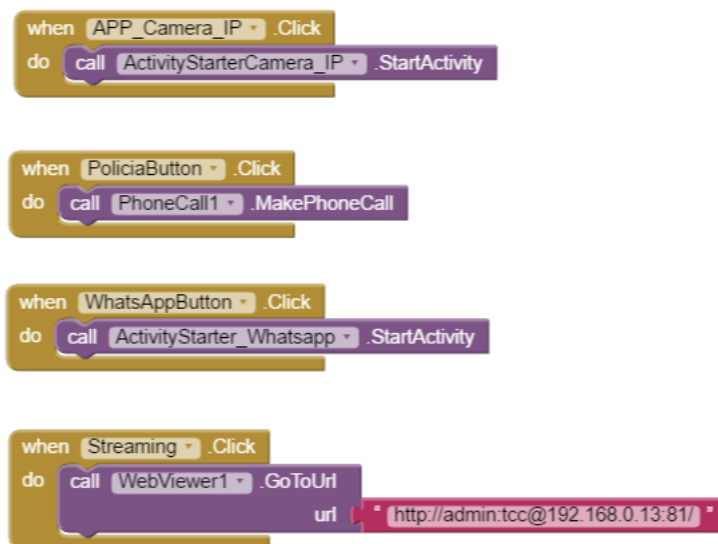 when APP_Camera_IP .Click
do call ActivityStarterCamera_IP .StartActivity
when PoliciaButton .Click
do call PhoneCall1 .MakePhoneCall
when WhatsAppButton .Click
do call ActivityStarter_Whatsapp .StartActivity
when Streaming .Click
do call WebViewer1 .GoToUrl
url " http://admin:tcc@192.168.0.13:81/ "